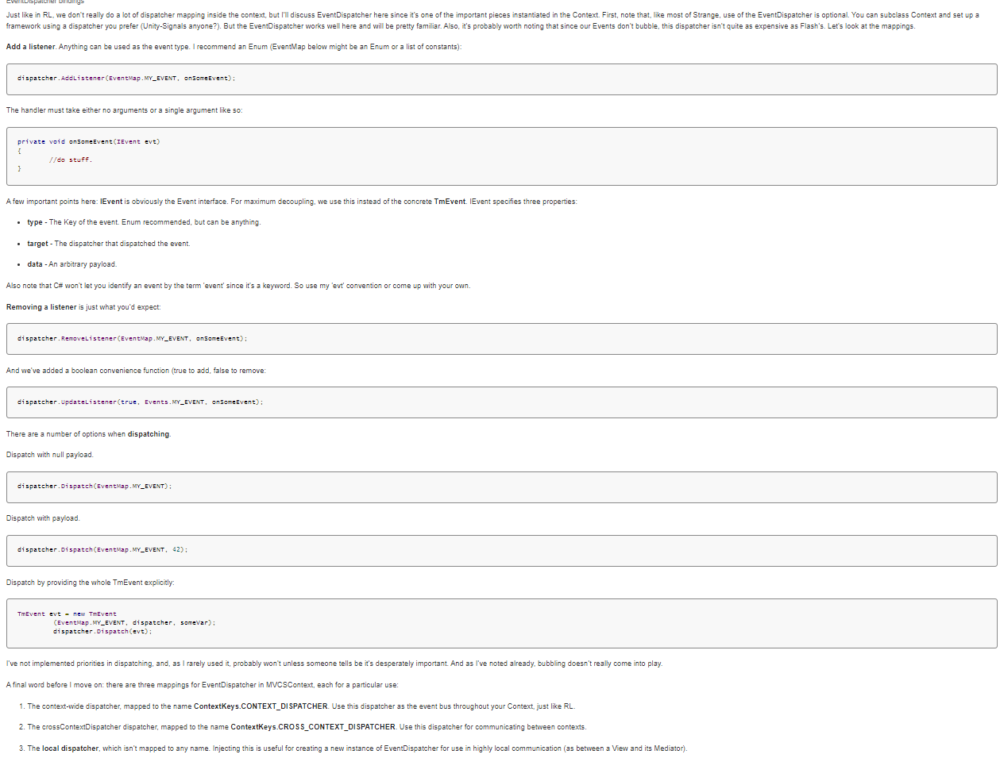 EventDispatcher bindings
Just like in RL, we don't really do a lot of dispatcher mapping inside the context, but I'll discuss EventDispatcher here since it's one of the important pieces instantiated in the Context. First, note that, like most of Strange, use of the EventDispatcher is optional. You can subclass Context and set up a
framework using a dispatcher you prefer (Unity-Signals anyone?). But the EventDispatcher works well here and will be pretty familiar. Also, it's probably worth noting that since our Events don't bubble, this dispatcher isn't quite as expensive as Flash's. Let's look at the mappings.
Add a listener. Anything can be used as the event type. I recommend an Enum (EventMap below might be an Enum or a list of constants):
dispatcher.AddListener(EventMap.MY_EVENT, onSomeEvent);
The handler must take either no arguments or a single argument like so:
private void onSomeEvent(IEvent evt)
{
//do stuff.
}
A few important points here: IEvent is obviously the Event interface. For maximum decoupling, we use this instead of the concrete TmEvent. IEvent specifies three properties:
• type - The Key of the event. Enum recommended, but can be anything.
• target - The dispatcher that dispatched the event.
• data - An arbitrary payload.
Also note that C# won't let you identify an event by the term 'event' since it's a keyword. So use my 'evt' convention or come up with your own.
Removing a listener is just what you'd expect:
dispatcher.RemoveListener(EventMap.MY_EVENT, onSomeEvent);
And we've added a boolean convenience function (true to add, false to remove:
dispatcher.UpdateListener(true, Events.MY_EVENT, onSomeEvent);
There are a number of options when dispatching.
Dispatch with null payload.
dispatcher.Dispatch(EventMap.MY_EVENT);
Dispatch with payload.
dispatcher.Dispatch(EventMap.MY_EVENT, 42);
Dispatch by providing the whole TmEvent explicitly:
TmEvent evt = new TmEvent
(EventMap.MY_EVENT, dispatcher, someVar);
dispatcher.Dispatch(evt);
I've not implemented priorities in dispatching, and, as I rarely used it, probably won't unless someone tells be it's desperately important. And as I've noted already, bubbling doesn't really come into play.
A final word before I move on: there are three mappings for EventDispatcher in MVCSContext, each for a particular use:
1. The context-wide dispatcher, mapped to the name ContextKeys.CONTEXT_DISPATCHER. Use this dispatcher as the event bus throughout your Context, just like RL.
2. The crossContextDispatcher dispatcher, mapped to the name ContextKeys.CROSS_CONTEXT_DISPATCHER. Use this dispatcher for communicating between contexts.
3. The local dispatcher, which isn't mapped to any name. Injecting this is useful for creating a new instance of EventDispatcher for use in highly local communication (as between a View and its Mediator).